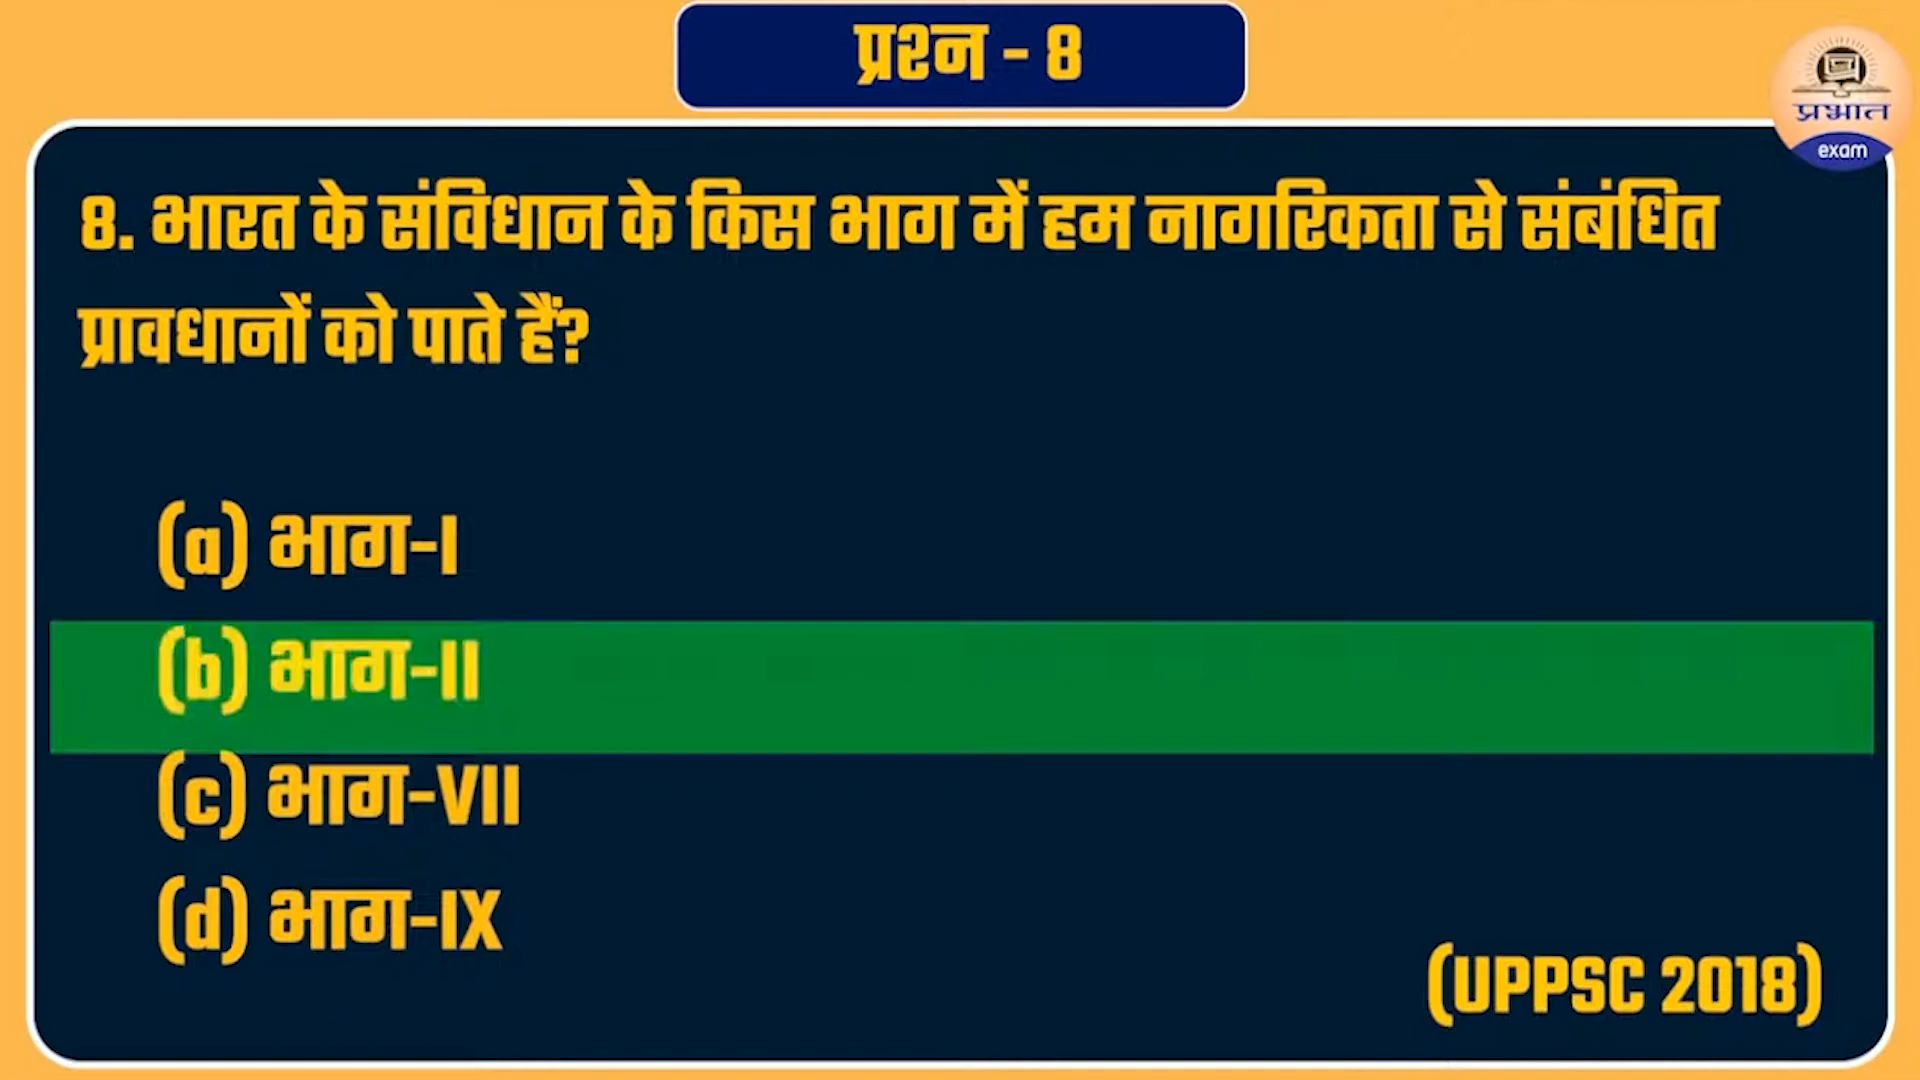 प्रश्न - 8
प्रभात
exam
8. भारत के संविधान के किस भाग में हम नागरिकता से संबंधित
प्रावधानों को पाते हैं?
(a) भाग-I
(b) भाग-II
(c) भाग-VII
(d) भाग-IX
(UPPSC 2018)